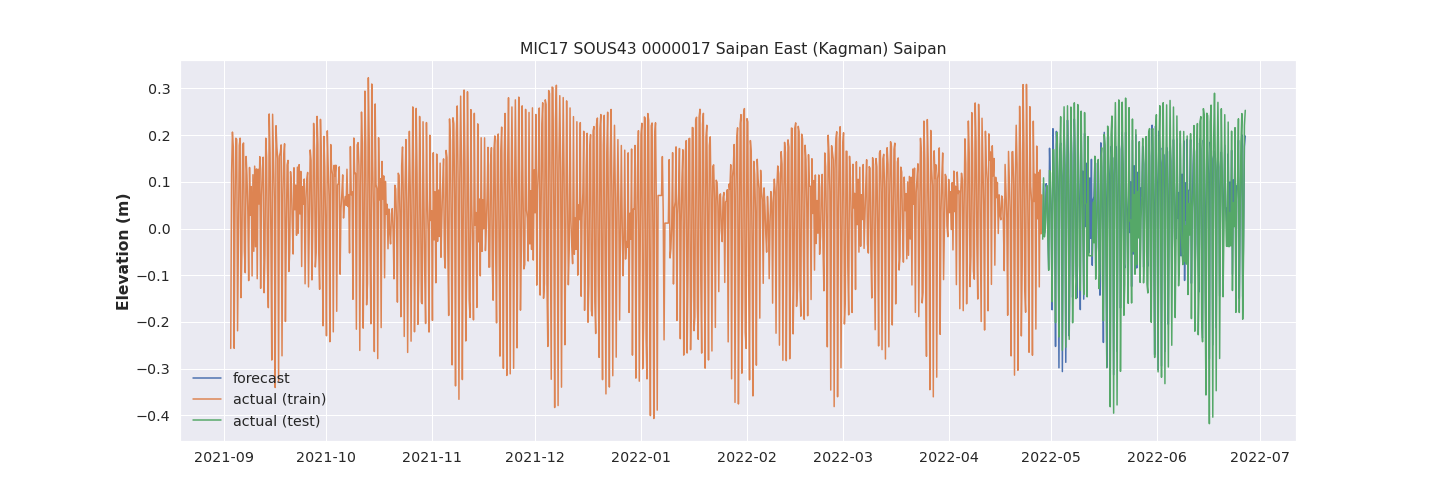 MIC17 SOUS43 0000017 Saipan East (Kagman) Saipan
Elevation (m)
0.3
0.2
0.1
0.0
−0.1
−0.2
−0.3
−0.4
forecast
actual (train)
actual (test)
2021-09 2021-10 2021-11 2021-12 2022-01 2022-02 2022-03 2022-04 2022-05 2022-06 2022-07